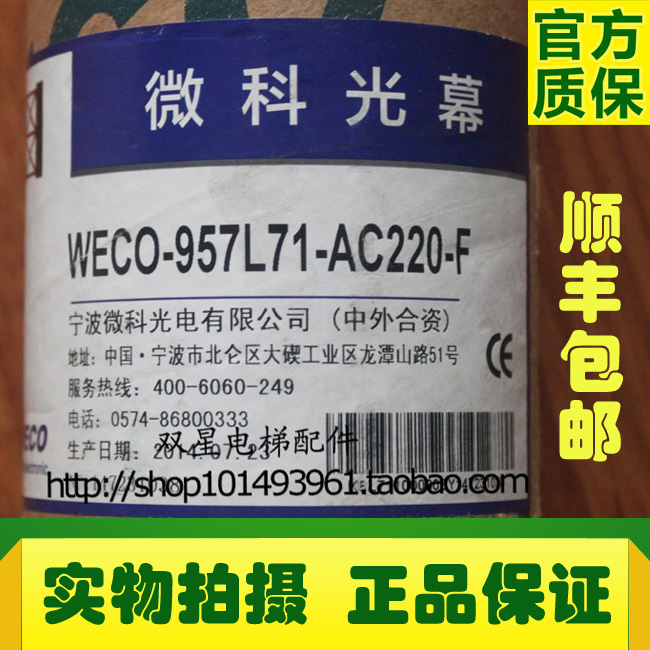 官方
质保
微科光幕
WECO-957L71-AC220-F
宁波微科光电有限公司（中外合资）
地址：中国·宁波市北仑区大碶工业区龙潭山路51号
CE
服务热线：400-6060-249
电话：0574-86800333
生产日期：2014.07.23
双星电梯配件
ECO
http://shop101493961.taobao.com
顺丰包邮
实物拍摄 正品保证